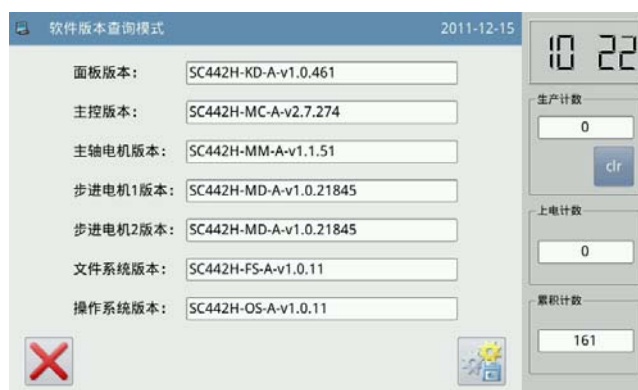 软件版本查询模式 2011-12-15
面板版本： SC442H-KD-A-v1.0.461
主控版本： SC442H-MC-A-v2.7.274
主轴电机版本： SC442H-MM-A-v1.1.51
步进电机1版本： SC442H-MD-A-v1.0.21845
步进电机2版本： SC442H-MD-A-v1.0.21845
文件系统版本： SC442H-FS-A-v1.0.11
操作系统版本： SC442H-OS-A-v1.0.11
10 22
生产计数
0
clr
上电计数
0
累积计数
161